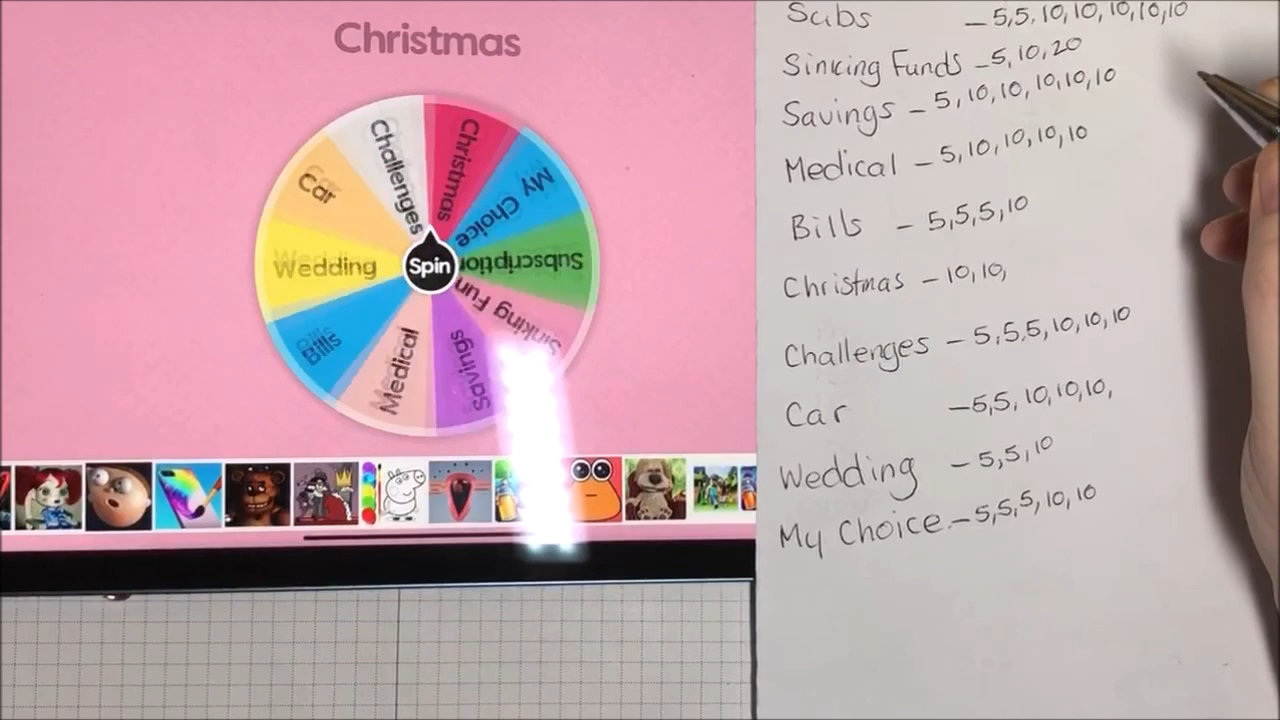 Christmas
Challenges
Christmas
My Choice
Subscription
Sinking Fun
Savings
Medical
Bills
Wedding
Car
Spin
Subs - 5,5,10,10,10,10,10
Sinking Funds - 5,10,20
Savings - 5,10,10,10,10,10
Medical - 5,10,10,10,10
Bills - 5,5,5,10
Christmas - 10,10,
Challenges - 5,5,5,10,10,10
Car - 5,5,10,10,10,
Wedding - 5,5,10
My Choice - 5,5,5,10,10